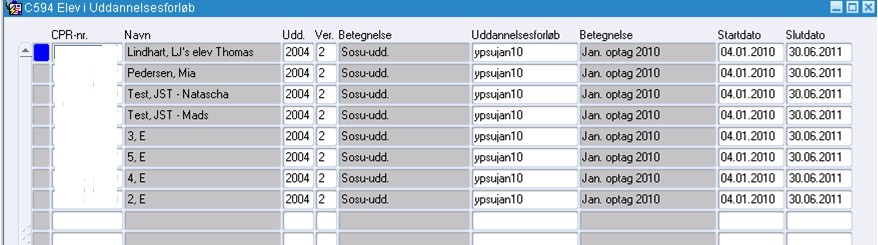 C594 Elev i Uddannelsesforløb
CPR-nr. Navn Udd. Ver. Betegnelse Uddannelsesforløb Betegnelse Startdato Slutdato
Lindhart, LJ's elev Thomas 2004 2 Sosu-udd. ypsujan10 Jan. optag 2010 04.01.2010 30.06.2011
Pedersen, Mia 2004 2 Sosu-udd. ypsujan10 Jan. optag 2010 04.01.2010 30.06.2011
Test, JST - Natascha 2004 2 Sosu-udd. ypsujan10 Jan. optag 2010 04.01.2010 30.06.2011
Test, JST - Mads 2004 2 Sosu-udd. ypsujan10 Jan. optag 2010 04.01.2010 30.06.2011
3, E 2004 2 Sosu-udd. ypsujan10 Jan. optag 2010 04.01.2010 30.06.2011
5, E 2004 2 Sosu-udd. ypsujan10 Jan. optag 2010 04.01.2010 30.06.2011
4, E 2004 2 Sosu-udd. ypsujan10 Jan. optag 2010 04.01.2010 30.06.2011
2, E 2004 2 Sosu-udd. ypsujan10 Jan. optag 2010 04.01.2010 30.06.2011